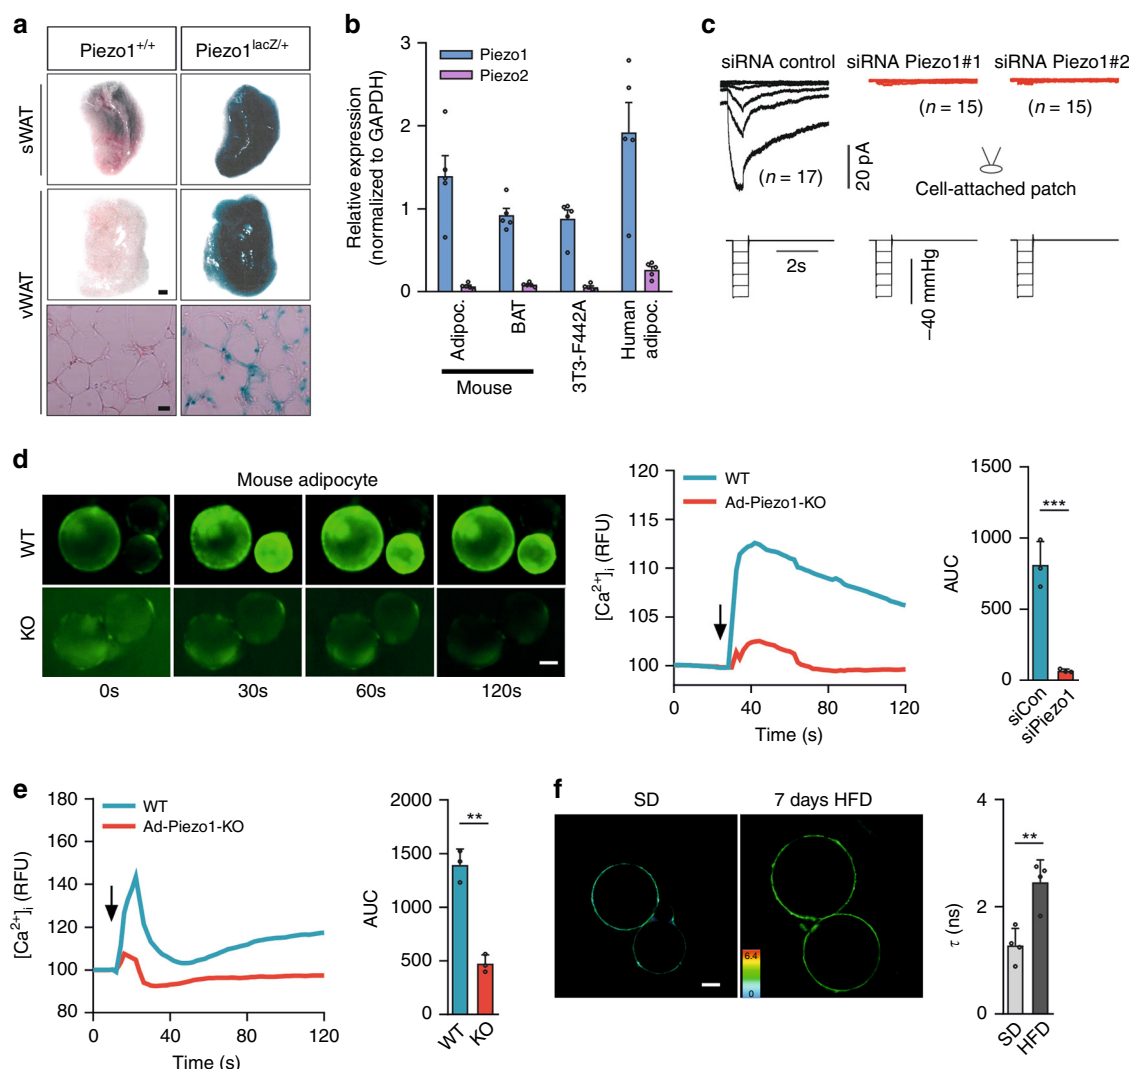 a
Piezo1+/+
Piezo1lacZ/+
sWAT
vWAT
b
Relative expression
(normalized to GAPDH)
3
2
1
0
Piezo1
Piezo2
Adipoc.
BAT
3T3-F442A
Human
adipoc.
Mouse
c
siRNA control
siRNA Piezo1#1
siRNA Piezo1#2
(n = 17)
(n = 15)
(n = 15)
20 pA
Cell-attached patch
2s
−40 mmHg
d
Mouse adipocyte
WT
KO
0s
30s
60s
120s
[Ca2+]i (RFU)
120
115
110
105
100
WT
Ad-Piezo1-KO
0
40
80
120
Time (s)
AUC
1500
1000
500
0
***
siCon
siPiezo1
e
[Ca2+]i (RFU)
180
160
140
120
100
80
WT
Ad-Piezo1-KO
0
40
80
120
Time (s)
AUC
2000
1500
1000
500
0
**
WT
KO
f
SD
7 days HFD
6.4
0
τ (ns)
4
2
0
**
SD
HFD